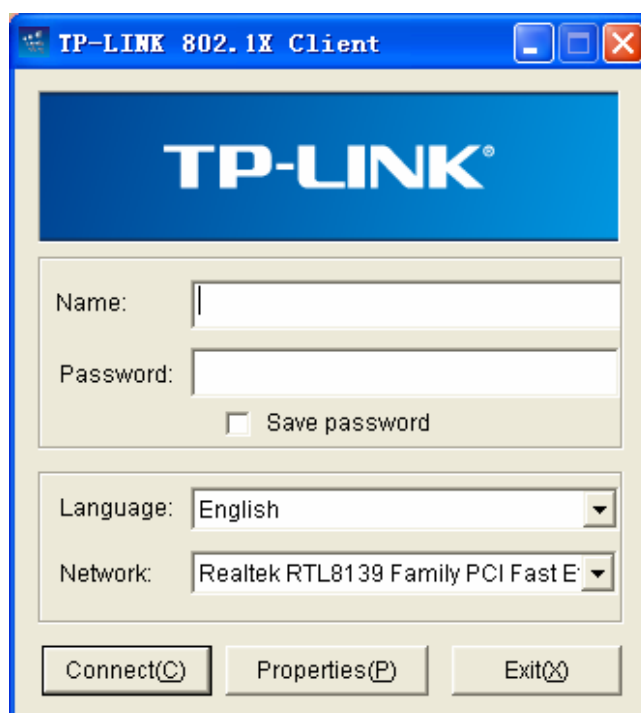 TP-LINK 802.1X Client
TP-LINK®
Name:
Password:
Save password
Language: English
Network: Realtek RTL8139 Family PCI Fast E
Connect(C) Properties(P) Exit(X)